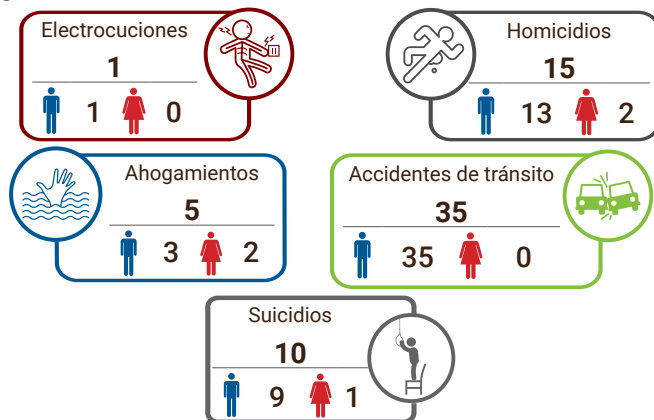 Electrocuciones
1
1 0
Homicidios
15
13 2
Ahogamientos
5
3 2
Accidentes de tránsito
35
35 0
Suicidios
10
9 1